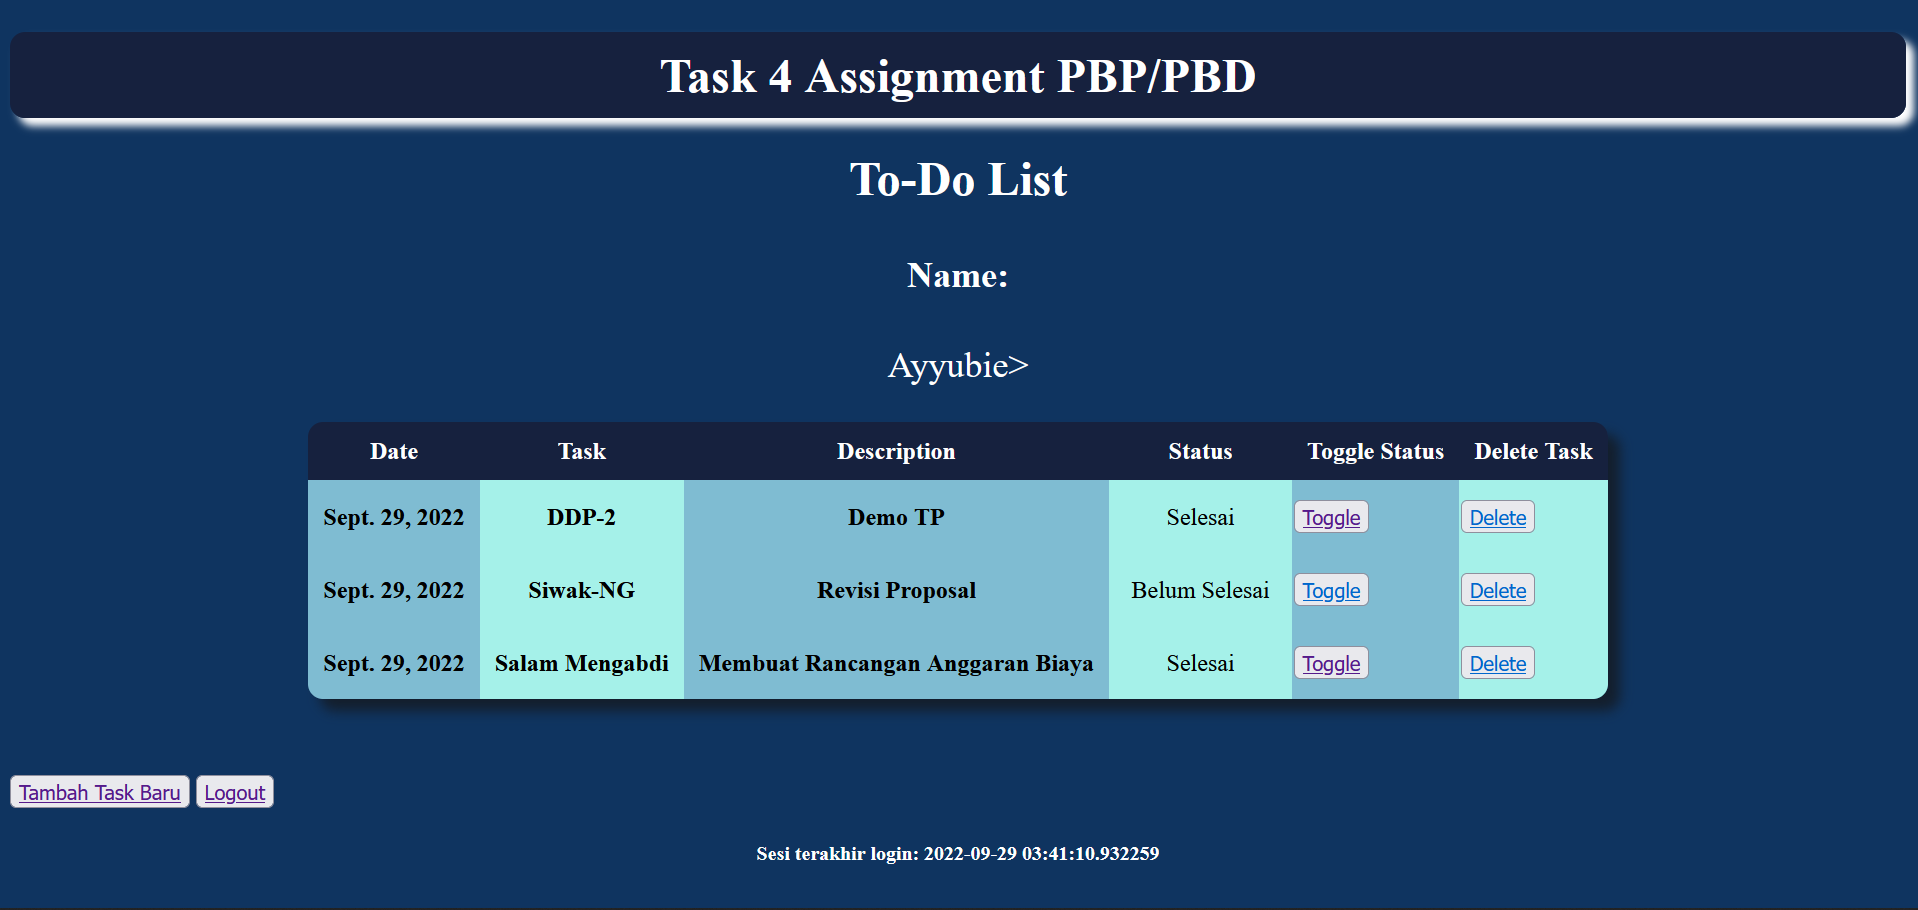 Task 4 Assignment PBP/PBD
To-Do List
Name:
Ayyubie>
Date Task Description Status Toggle Status Delete Task
Sept. 29, 2022 DDP-2 Demo TP Selesai Toggle Delete
Sept. 29, 2022 Siwak-NG Revisi Proposal Belum Selesai Toggle Delete
Sept. 29, 2022 Salam Mengabdi Membuat Rancangan Anggaran Biaya Selesai Toggle Delete
Tambah Task Baru Logout
Sesi terakhir login: 2022-09-29 03:41:10.932259